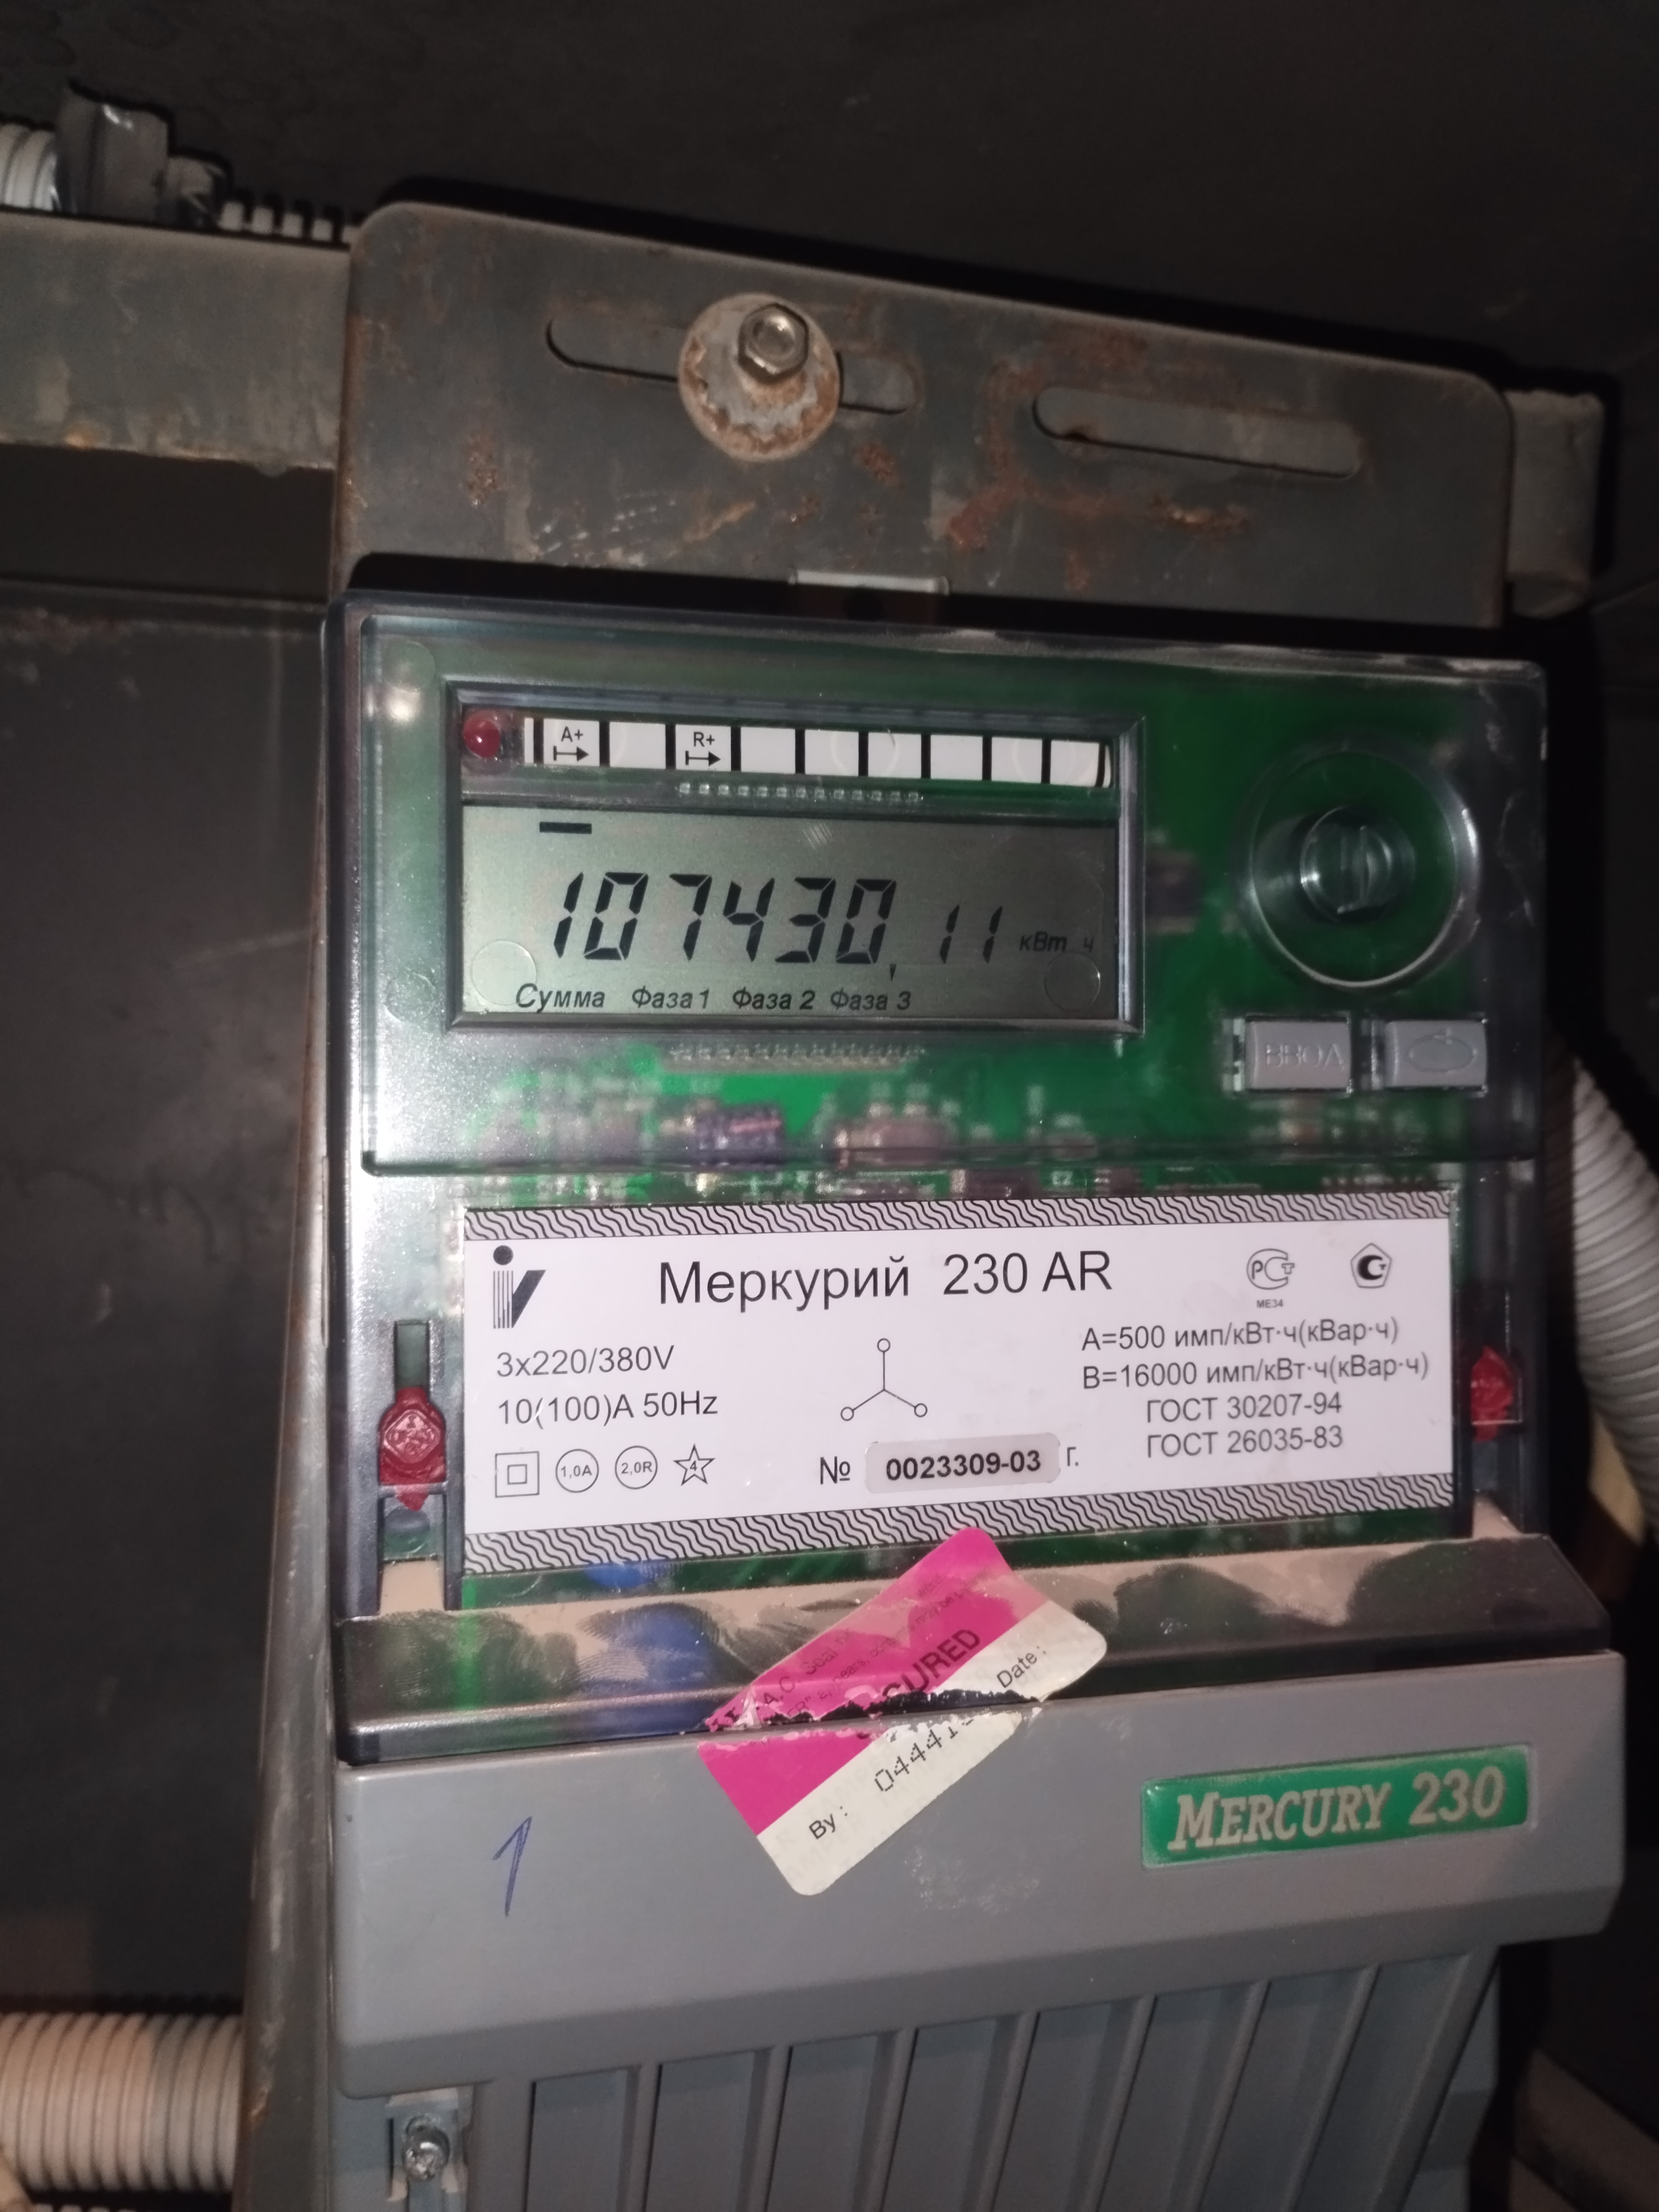 A+
R+
107430,11 кВт ч
Сумма Фаза 1 Фаза 2 Фаза 3
ВВОД
Меркурий 230 AR
РСТ
МЕ34
3x220/380V
10(100)A 50Hz
A=500 имп/кВт·ч(кВар·ч)
B=16000 имп/кВт·ч(кВар·ч)
ГОСТ 30207-94
ГОСТ 26035-83
1,0A 2,0R 4
№ 0023309-03 г.
Date :
By :
MERCURY 230
1